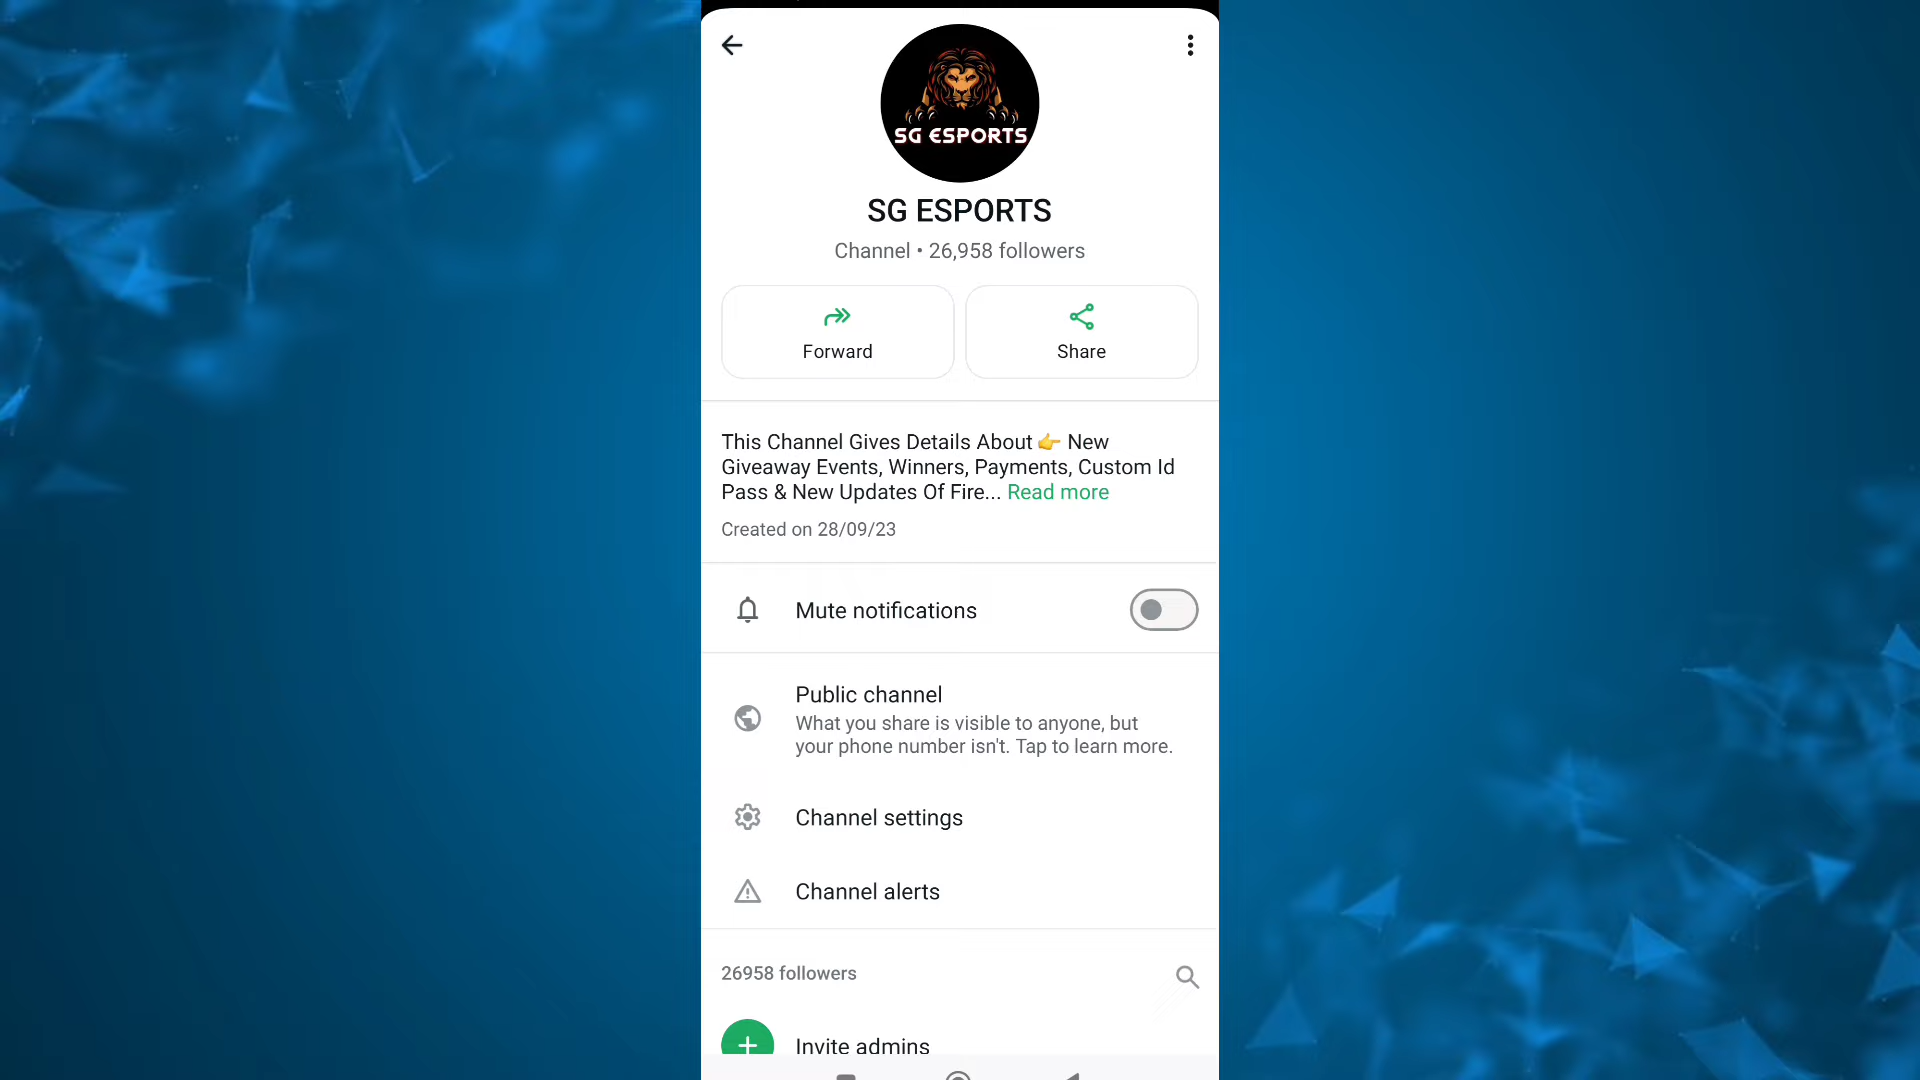 SG ESPORTS
SG ESPORTS
Channel • 26,958 followers
Forward
Share
This Channel Gives Details About 👉 New
Giveaway Events, Winners, Payments, Custom Id
Pass & New Updates Of Fire... Read more
Created on 28/09/23
Mute notifications
Public channel
What you share is visible to anyone, but
your phone number isn't. Tap to learn more.
Channel settings
Channel alerts
26958 followers
Invite admins